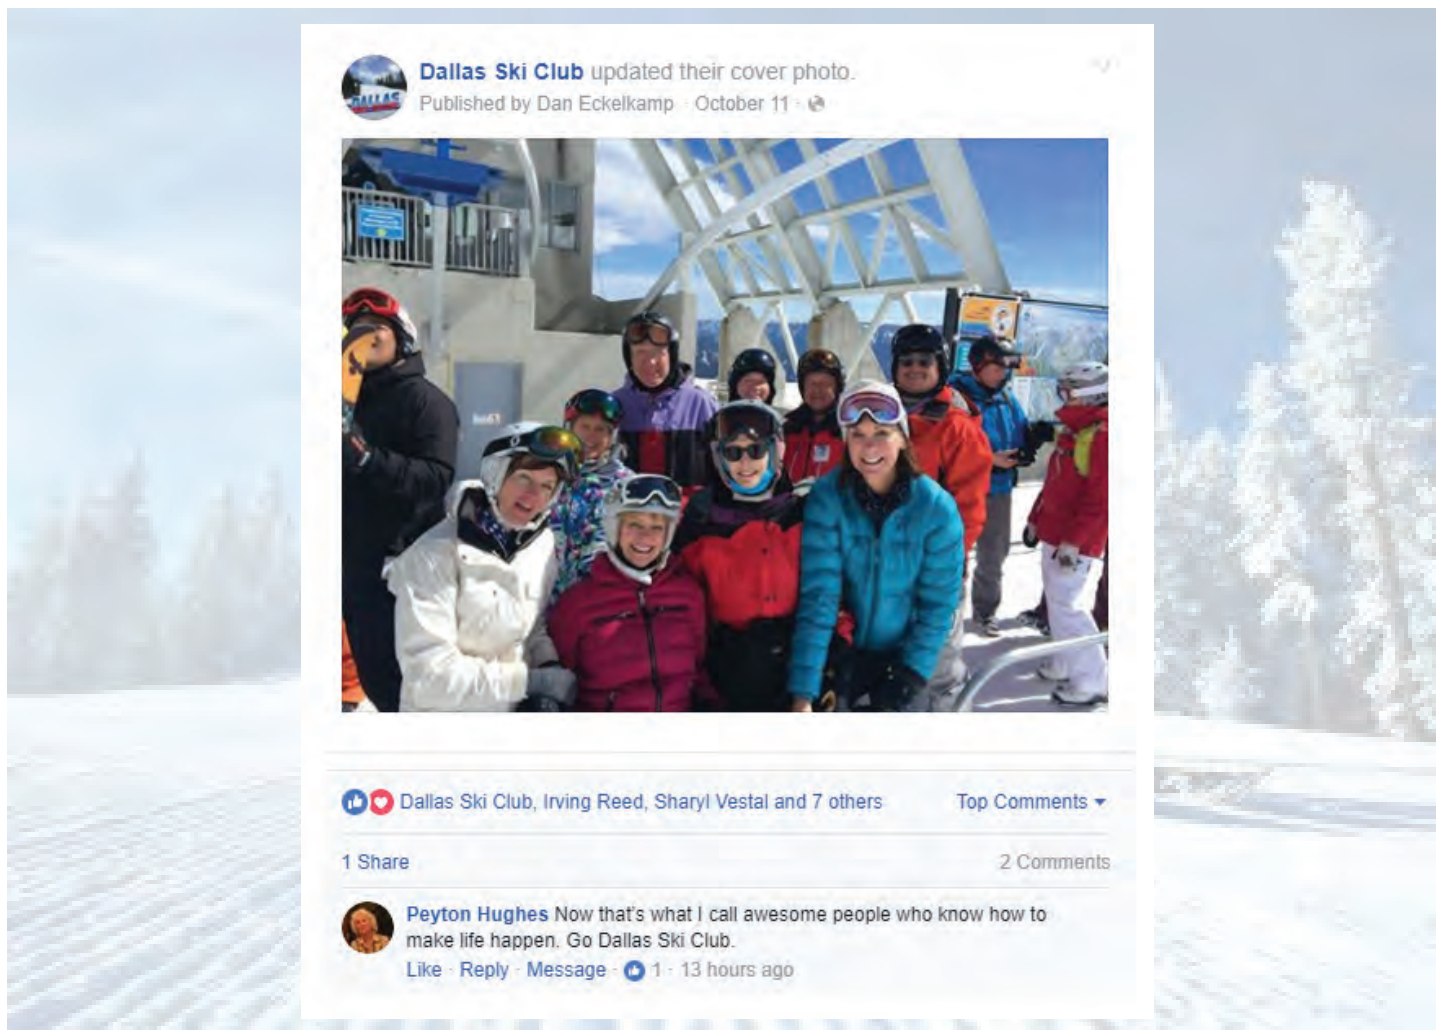 Dallas Ski Club updated their cover photo.
Published by Dan Eckelkamp · October 11 ·
DALLAS
Dallas Ski Club, Irving Reed, Sharyl Vestal and 7 others
Top Comments
1 Share
2 Comments
Peyton Hughes Now that's what I call awesome people who know how to
make life happen. Go Dallas Ski Club.
Like · Reply · Message · 1 · 13 hours ago